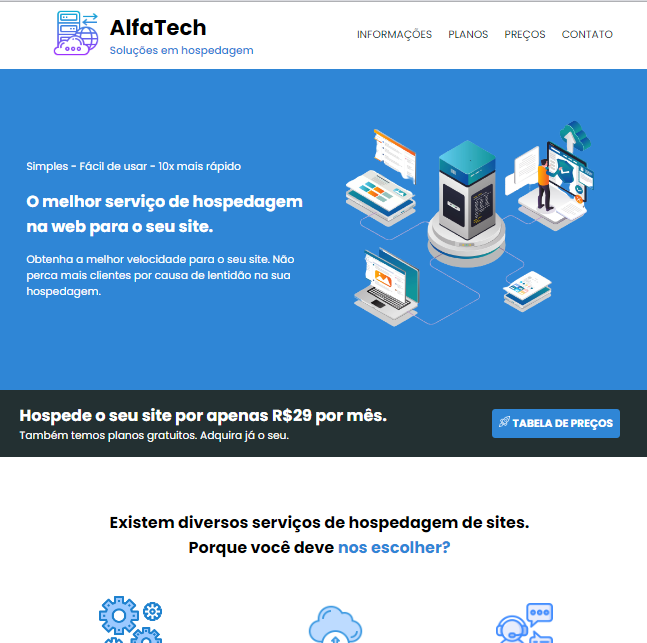 AlfaTech
Soluções em hospedagem
INFORMAÇÕES PLANOS PREÇOS CONTATO
Simples - Fácil de usar - 10x mais rápido
O melhor serviço de hospedagem
na web para o seu site.
Obtenha a melhor velocidade para o seu site. Não
perca mais clientes por causa de lentidão na sua
hospedagem.
Hospede o seu site por apenas R$29 por mês.
Também temos planos gratuitos. Adquira já o seu.
TABELA DE PREÇOS
Existem diversos serviços de hospedagem de sites.
Porque você deve nos escolher?